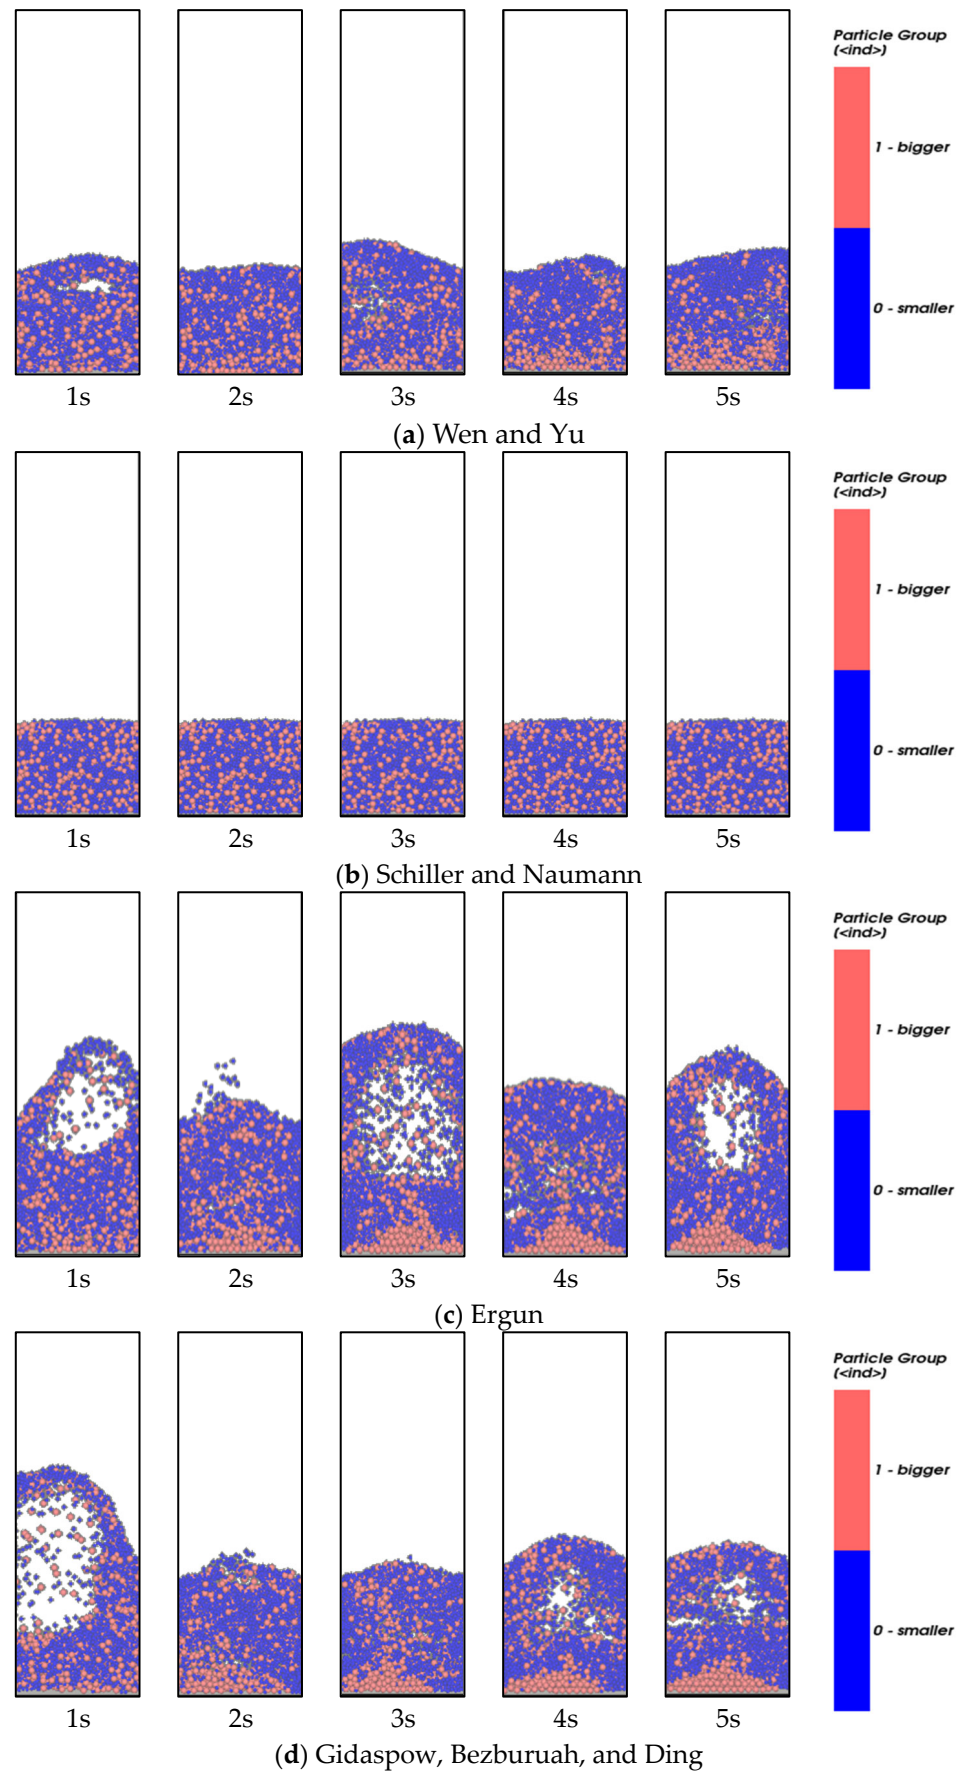 Particle Group
(<ind>)
1 - bigger
0 - smaller
1s 2s 3s 4s 5s
(a) Wen and Yu
Particle Group
(<ind>)
1 - bigger
0 - smaller
1s 2s 3s 4s 5s
(b) Schiller and Naumann
Particle Group
(<ind>)
1 - bigger
0 - smaller
1s 2s 3s 4s 5s
(c) Ergun
Particle Group
(<ind>)
1 - bigger
0 - smaller
1s 2s 3s 4s 5s
(d) Gidaspow, Bezburuah, and Ding